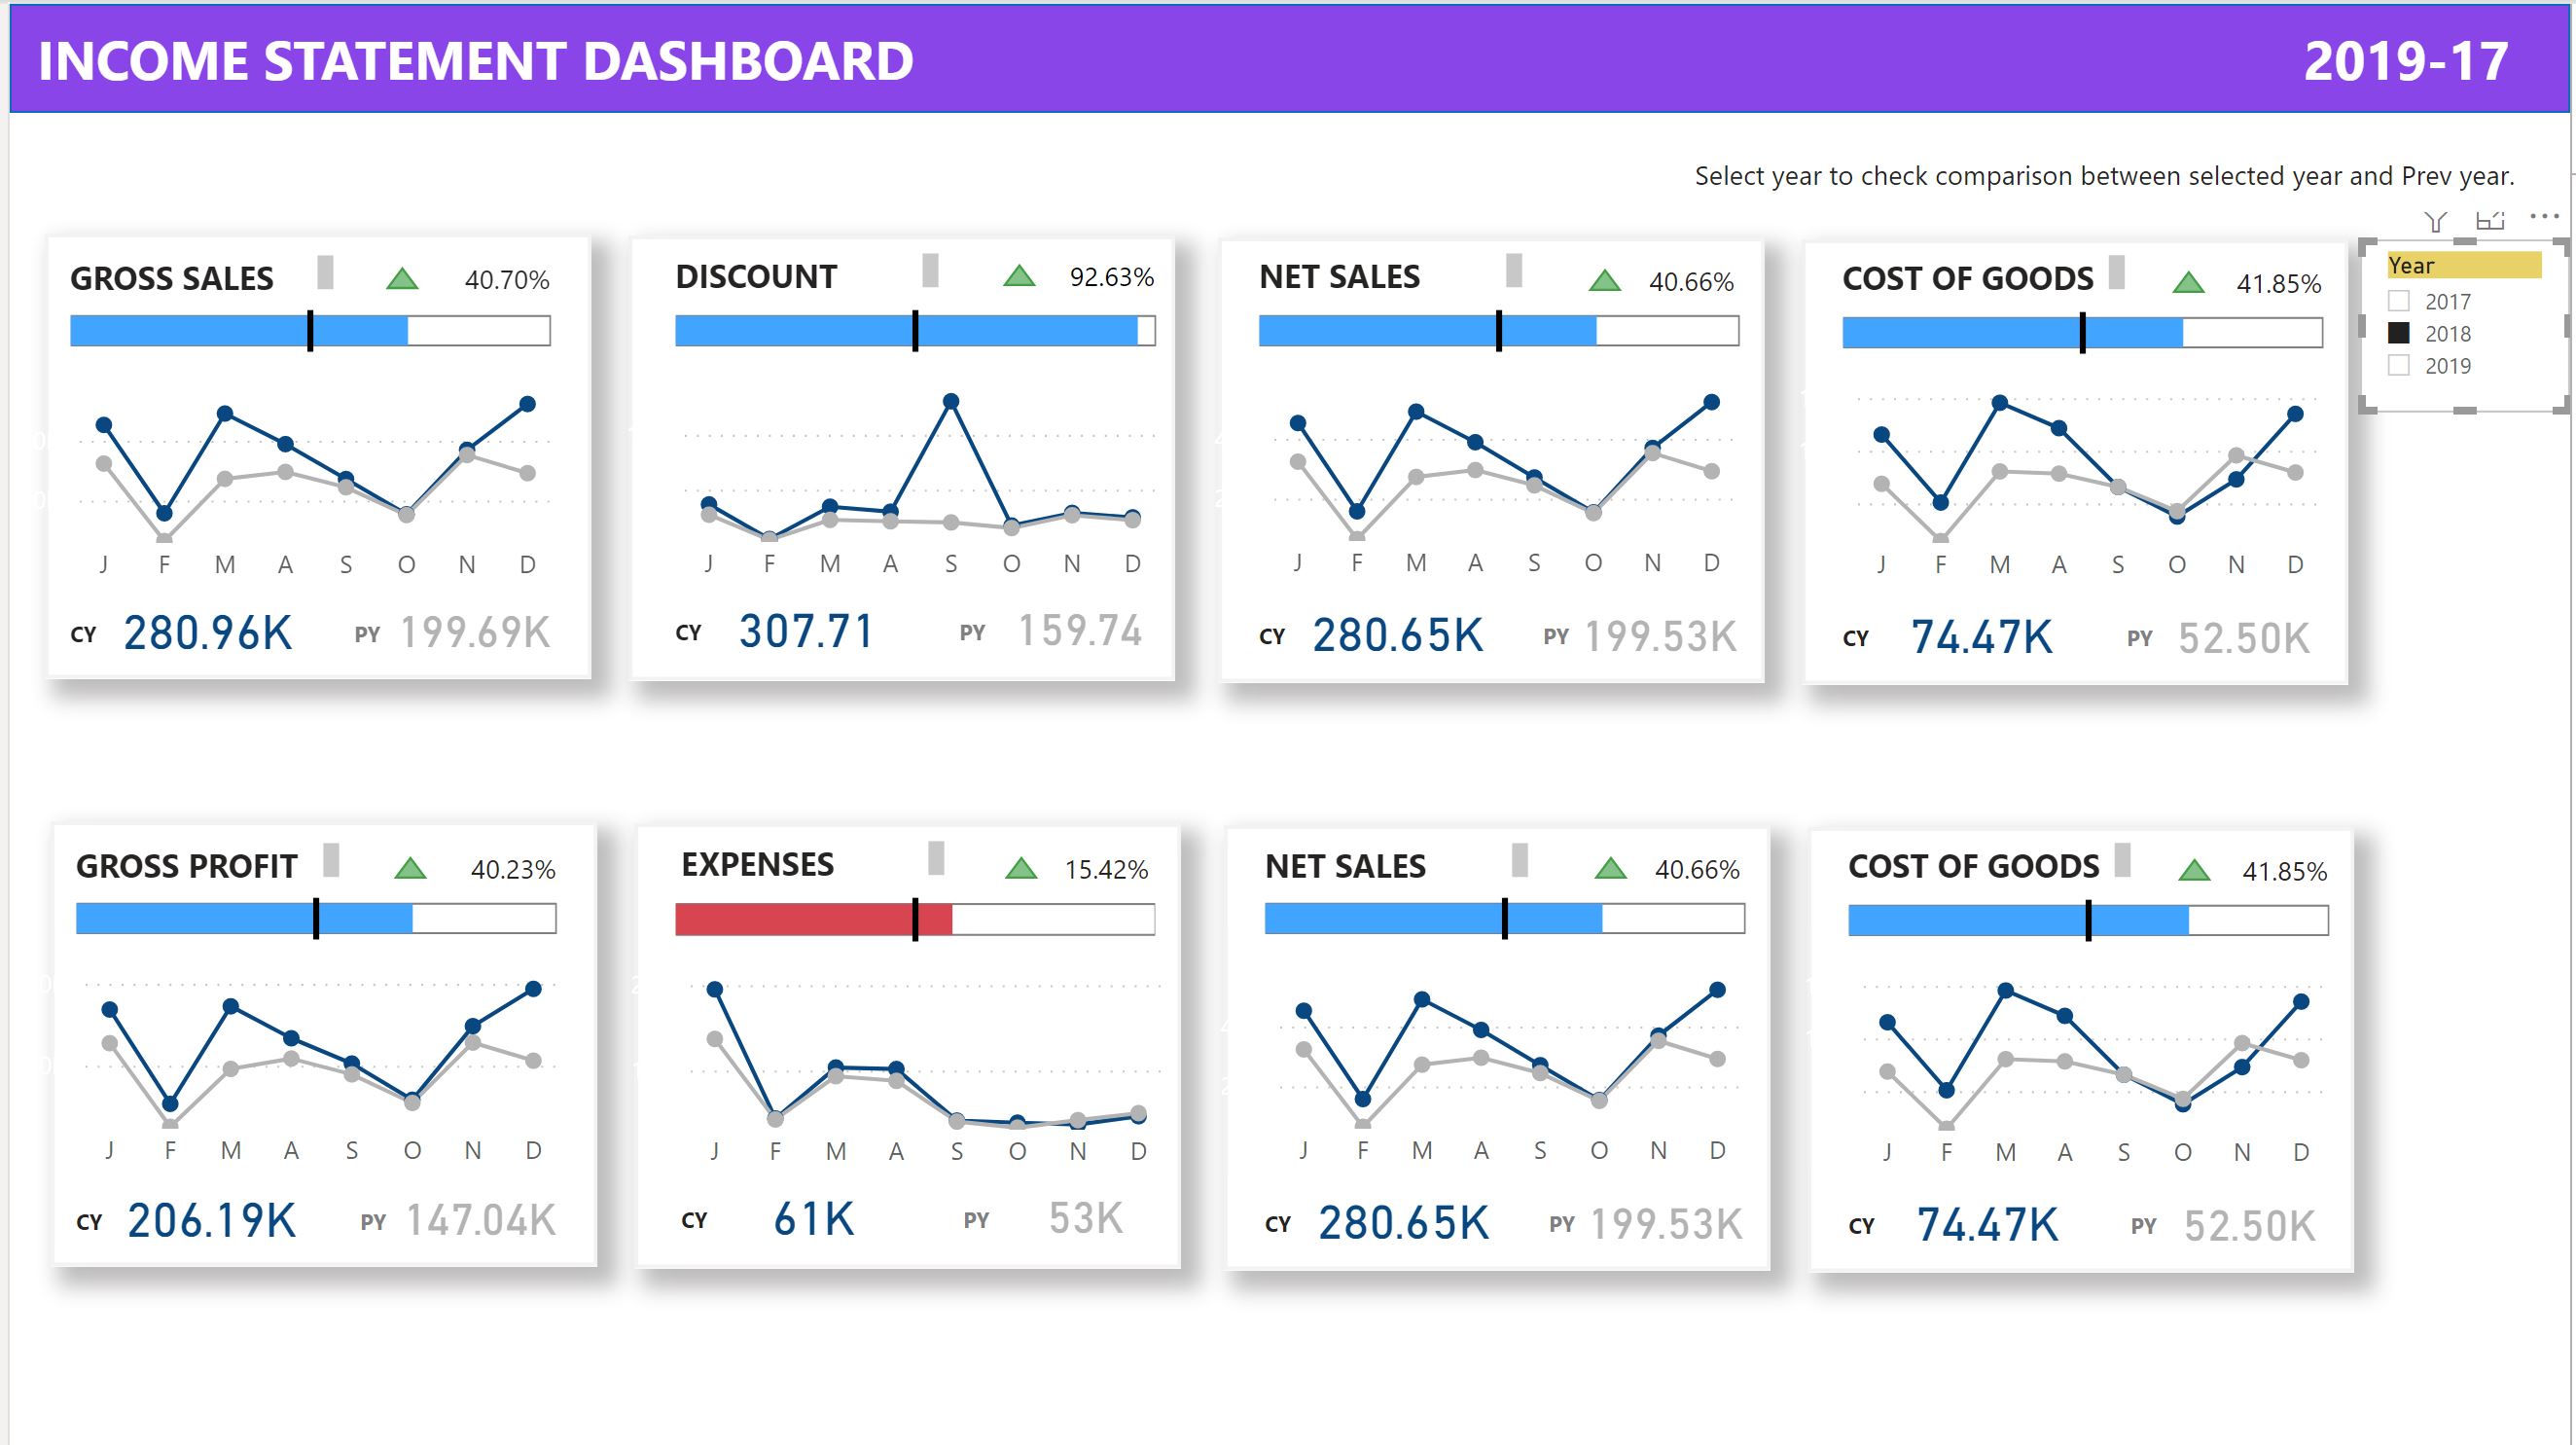 INCOME STATEMENT DASHBOARD 2019-17
Select year to check comparison between selected year and Prev year.
GROSS SALES 40.70%
J F M A S O N D
CY 280.96K PY 199.69K
DISCOUNT 92.63%
J F M A S O N D
CY 307.71 PY 159.74
NET SALES 40.66%
J F M A S O N D
CY 280.65K PY 199.53K
COST OF GOODS 41.85%
J F M A S O N D
CY 74.47K PY 52.50K
Year
2017
2018
2019
GROSS PROFIT 40.23%
J F M A S O N D
CY 206.19K PY 147.04K
EXPENSES 15.42%
J F M A S O N D
CY 61K PY 53K
NET SALES 40.66%
J F M A S O N D
CY 280.65K PY 199.53K
COST OF GOODS 41.85%
J F M A S O N D
CY 74.47K PY 52.50K